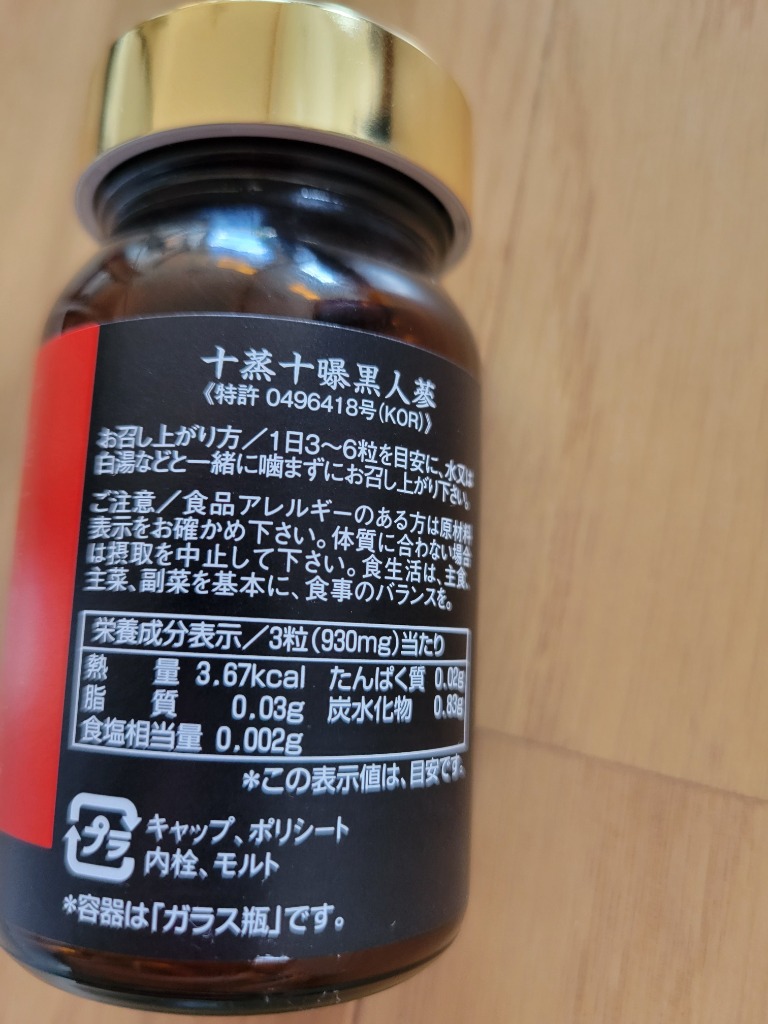 十蒸十曝黒人蔘
《特許 0496418号(KOR)》
お召し上がり方／1日3〜6粒を目安に、水又は
白湯などと一緒に噛まずにお召し上がり下さい。
ご注意／食品アレルギーのある方は原材料
表示をお確かめ下さい。体質に合わない場合
は摂取を中止して下さい。食生活は、主食、
主菜、副菜を基本に、食事のバランスを。
栄養成分表示／3粒(930mg)当たり
熱 量 3.67kcal たんぱく質 0.02g
脂 質 0.03g 炭水化物 0.83g
食塩相当量 0.002g
*この表示値は、目安です。
プラ キャップ、ポリシート
内栓、モルト
*容器は「ガラス瓶」です。